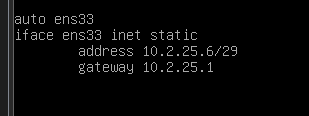 auto ens33
iface ens33 inet static
address 10.2.25.6/29
gateway 10.2.25.1